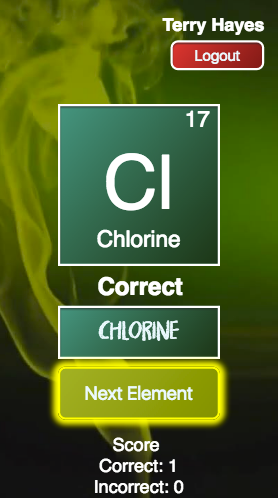 Terry Hayes
Logout
17
Cl
Chlorine
Correct
CHLORINE
Next Element
Score
Correct: 1
Incorrect: 0